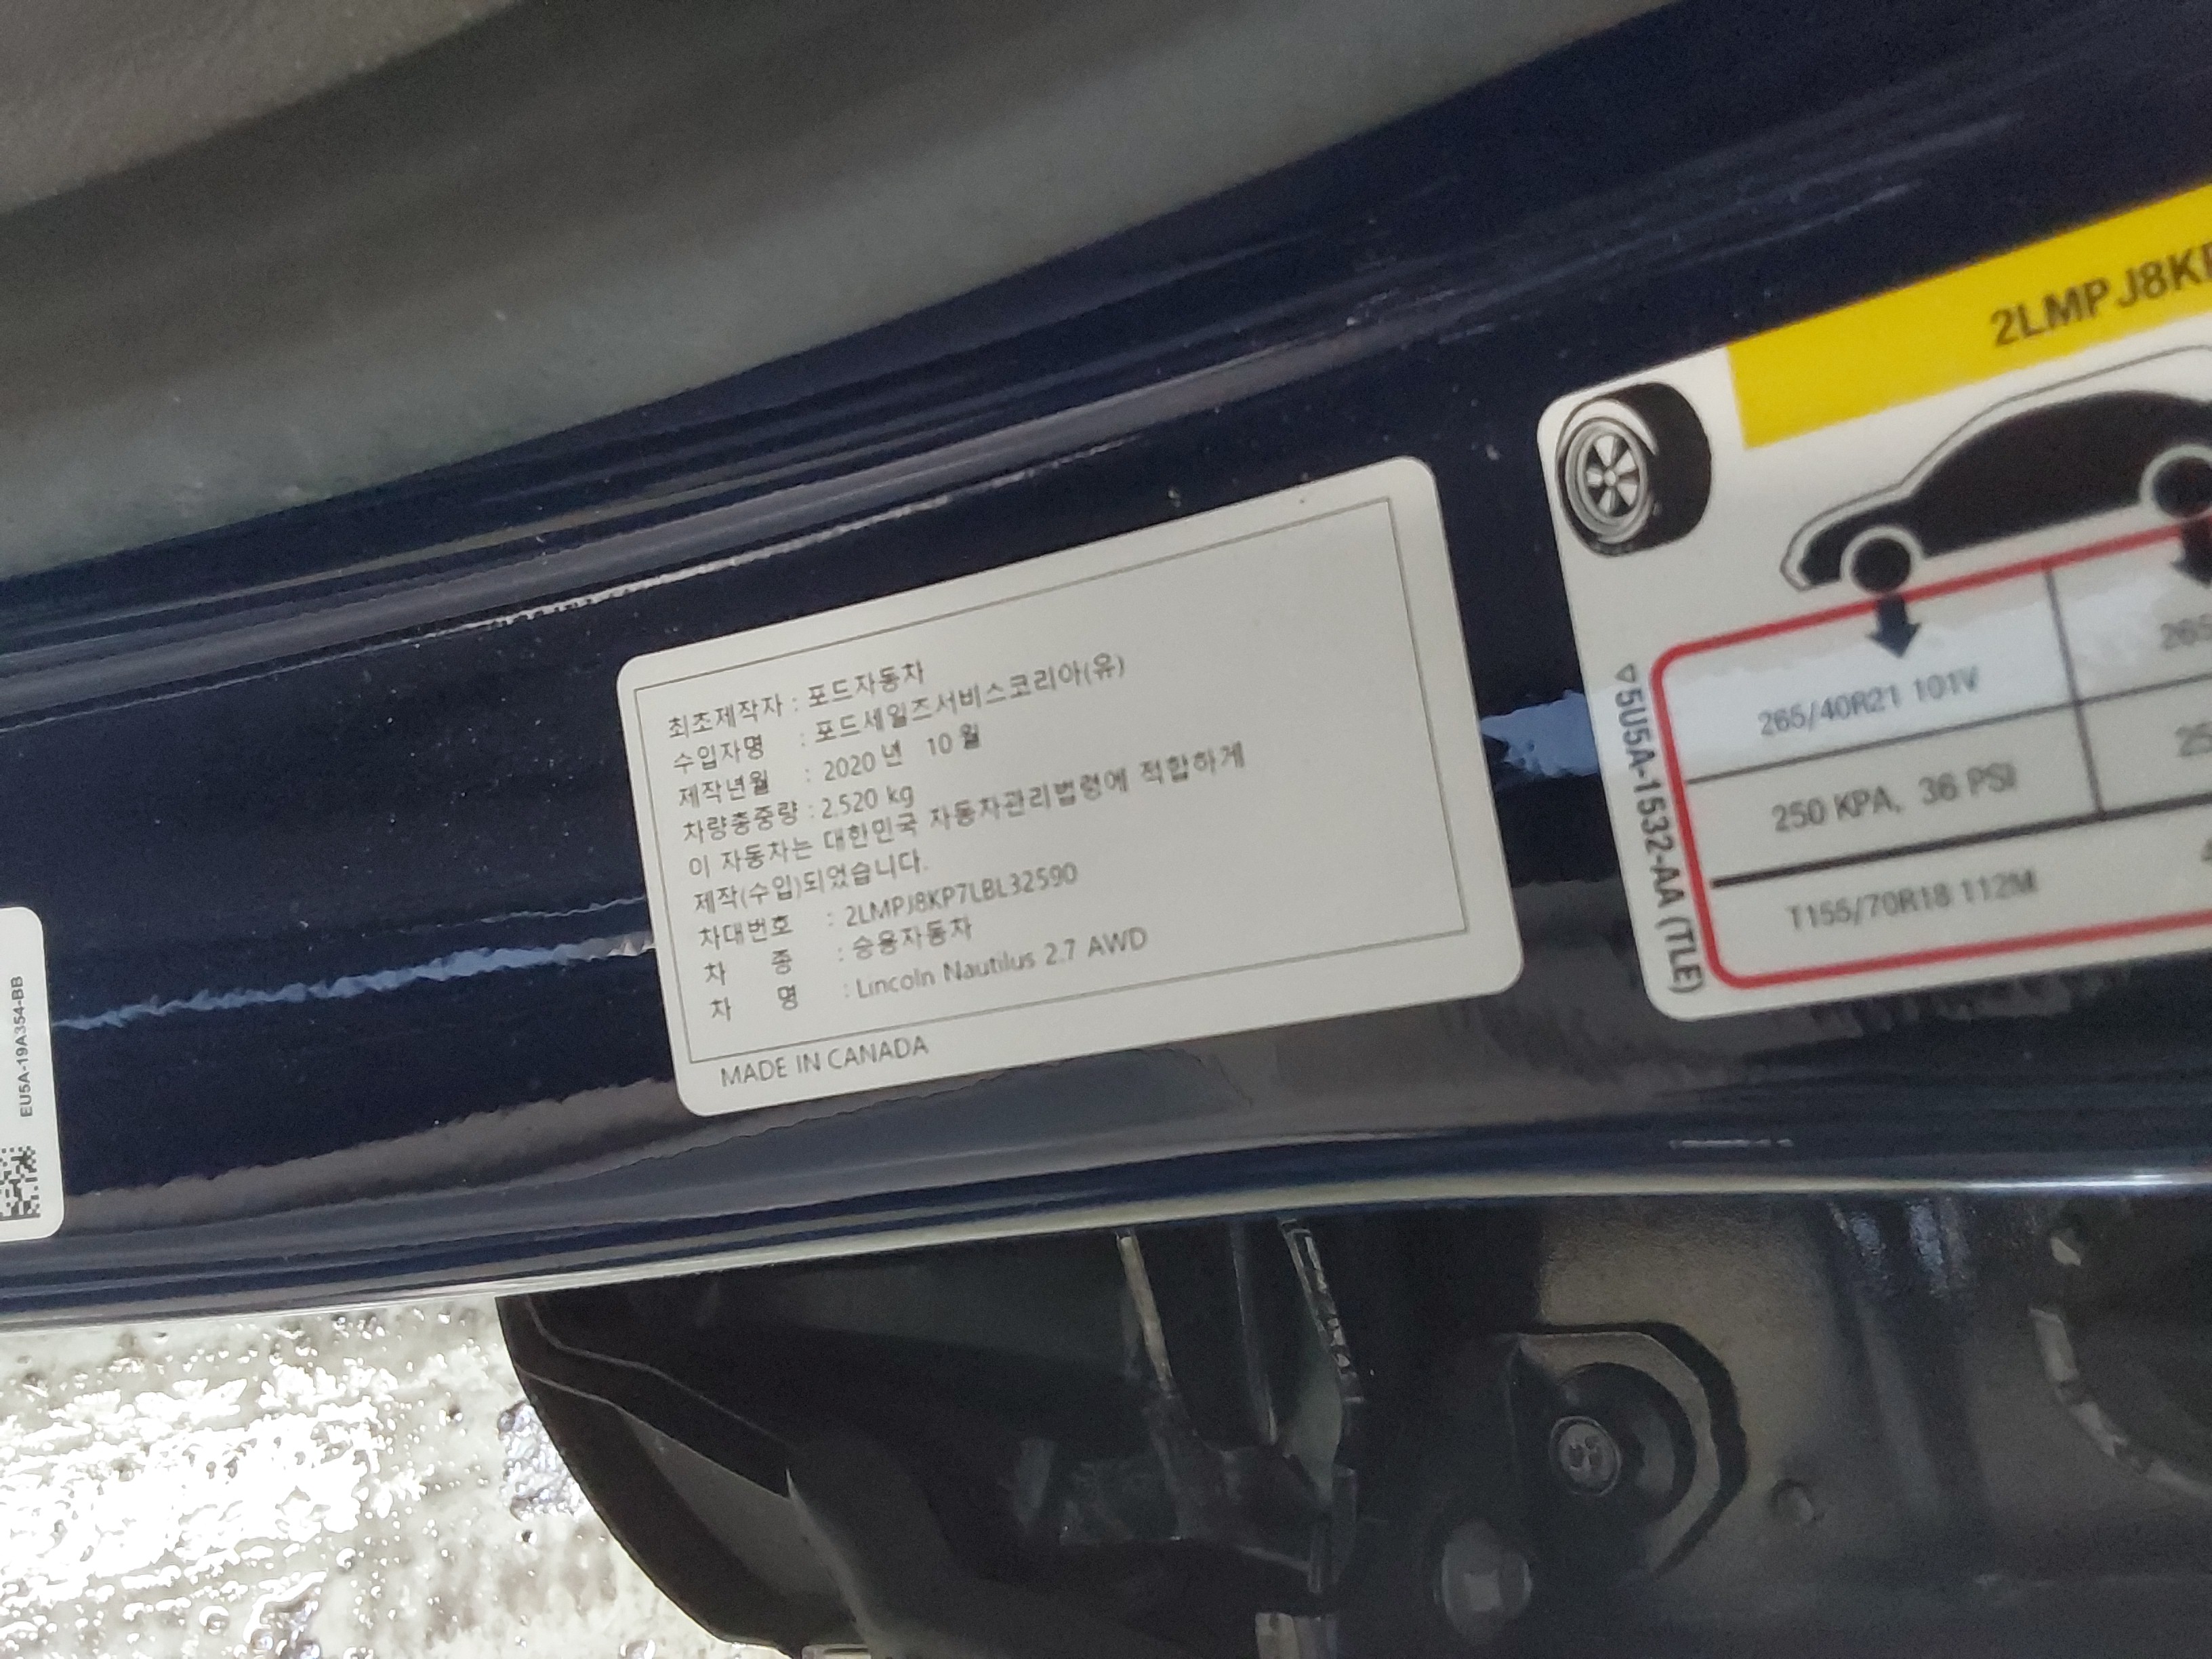 최초제작자 : 포드자동차
수입자명 : 포드세일즈서비스코리아(유)
제작년월 : 2020 년 10 월
차량총중량 : 2.520 kg
이 자동차는 대한민국 자동차관리법령에 적합하게
제작(수입)되었습니다.
차대번호 : 2LMPJ8KP7LBL32590
차 종 : 승용자동차
차 명 : Lincoln Nautilus 2.7 AWD
MADE IN CANADA
2LMPJ8K
265/40R21 101V
265
250 KPA, 36 PSI
25
T155/70R18 112M
▽5U5A-1532-AA (TLE)
EU5A-19A354-BB